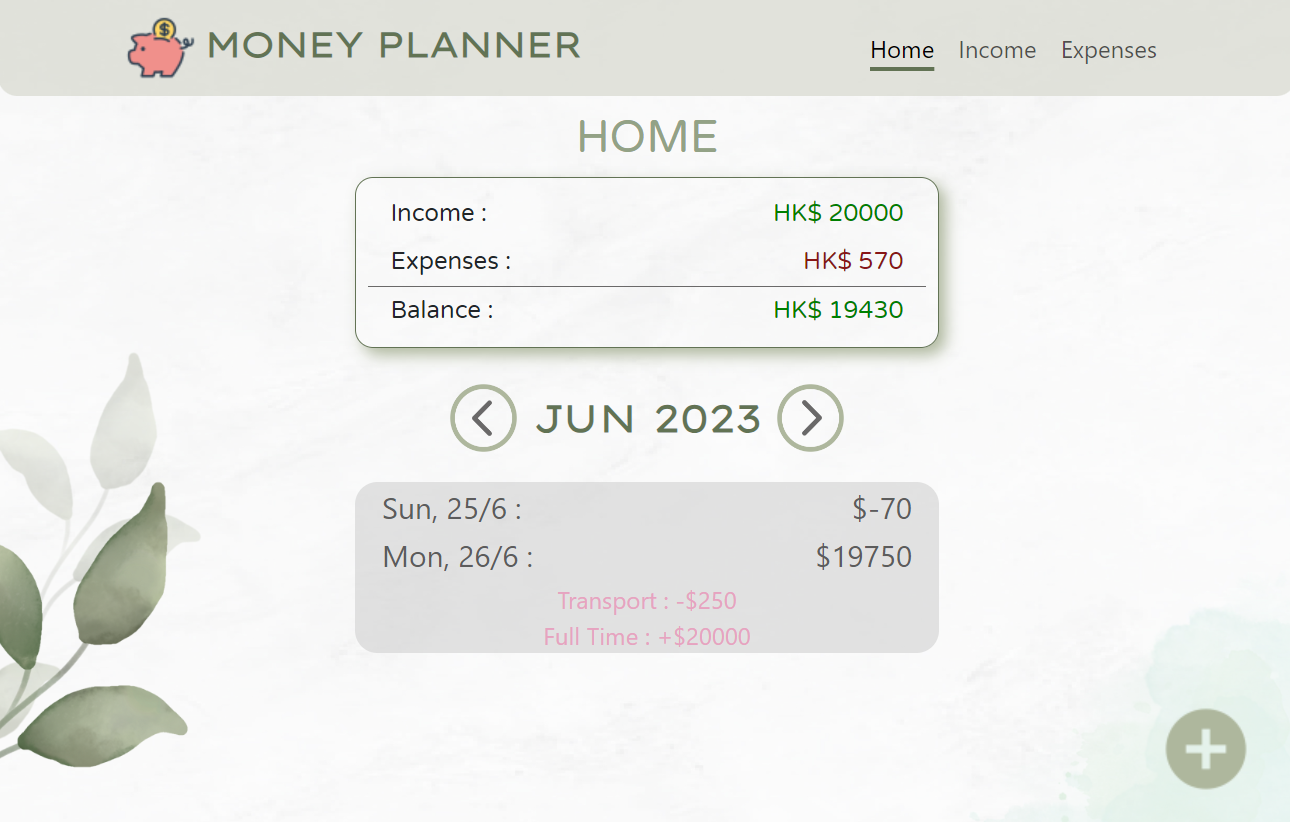 MONEY PLANNER
Home Income Expenses
HOME
Income : HK$ 20000
Expenses : HK$ 570
Balance : HK$ 19430
JUN 2023
Sun, 25/6 : $-70
Mon, 26/6 : $19750
Transport : -$250
Full Time : +$20000